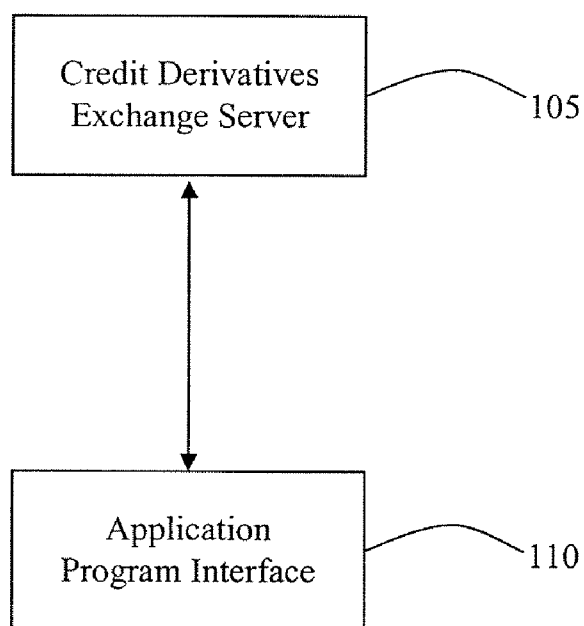 Credit Derivatives
Exchange Server
105
Application
Program Interface
110